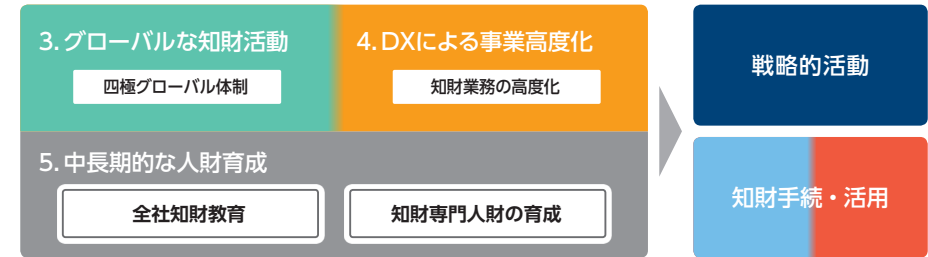 3.グローバルな知財活動
四極グローバル体制
4.DXによる事業高度化
知財業務の高度化
5.中長期的な人財育成
全社知財教育
知財専門人財の育成
戦略的活動
知財手続・活用